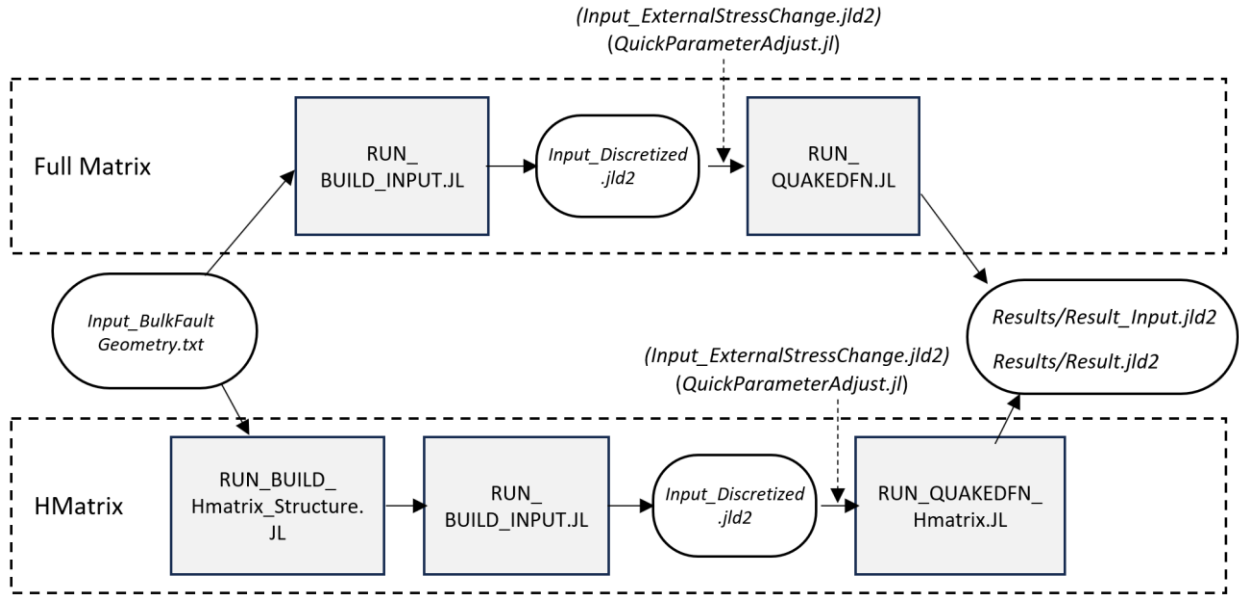 (Input_ExternalStressChange.jld2)
(QuickParameterAdjust.jl)
Full Matrix
RUN_
BUILD_INPUT.JL
Input_Discretized
.jld2
RUN_
QUAKEDFN.JL
Input_BulkFault
Geometry.txt
Results/Result_Input.jld2
Results/Result.jld2
(Input_ExternalStressChange.jld2)
(QuickParameterAdjust.jl)
HMatrix
RUN_BUILD_
Hmatrix_Structure.
JL
RUN_
BUILD_INPUT.JL
Input_Discretized
.jld2
RUN_QUAKEDFN_
Hmatrix.JL